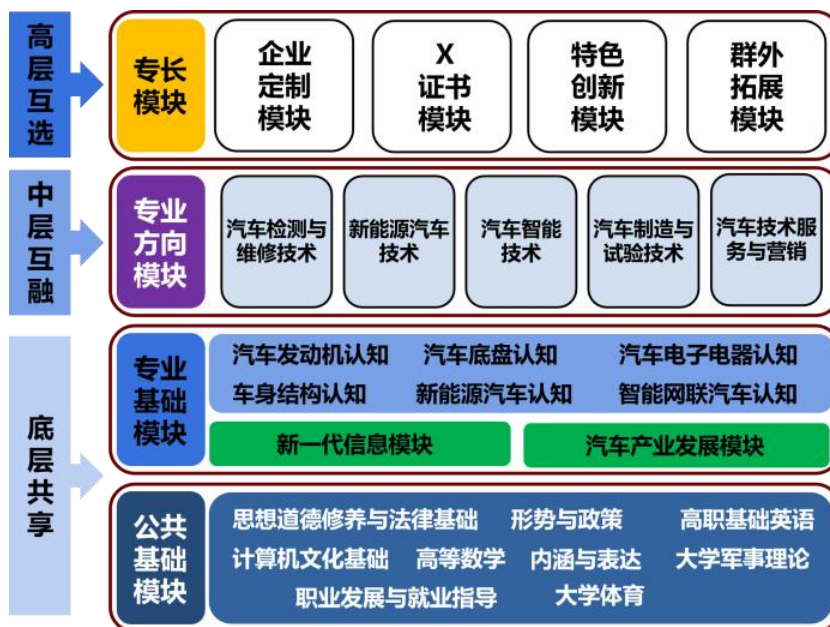 高层互选
专长
模块
企业
定制
模块
X
证书
模块
特色
创新
模块
群外
拓展
模块
中层互融
专业
方向
模块
汽车检测与
维修技术
新能源汽车
技术
汽车智能
技术
汽车制造与
试验技术
汽车技术服
务与营销
底层共享
专业
基础
模块
汽车发动机认知 汽车底盘认知 汽车电子电器认知
车身结构认知 新能源汽车认知 智能网联汽车认知
新一代信息模块 汽车产业发展模块
公共
基础
模块
思想道德修养与法律基础 形势与政策 高职基础英语
计算机文化基础 高等数学 内涵与表达 大学军事理论
职业发展与就业指导 大学体育